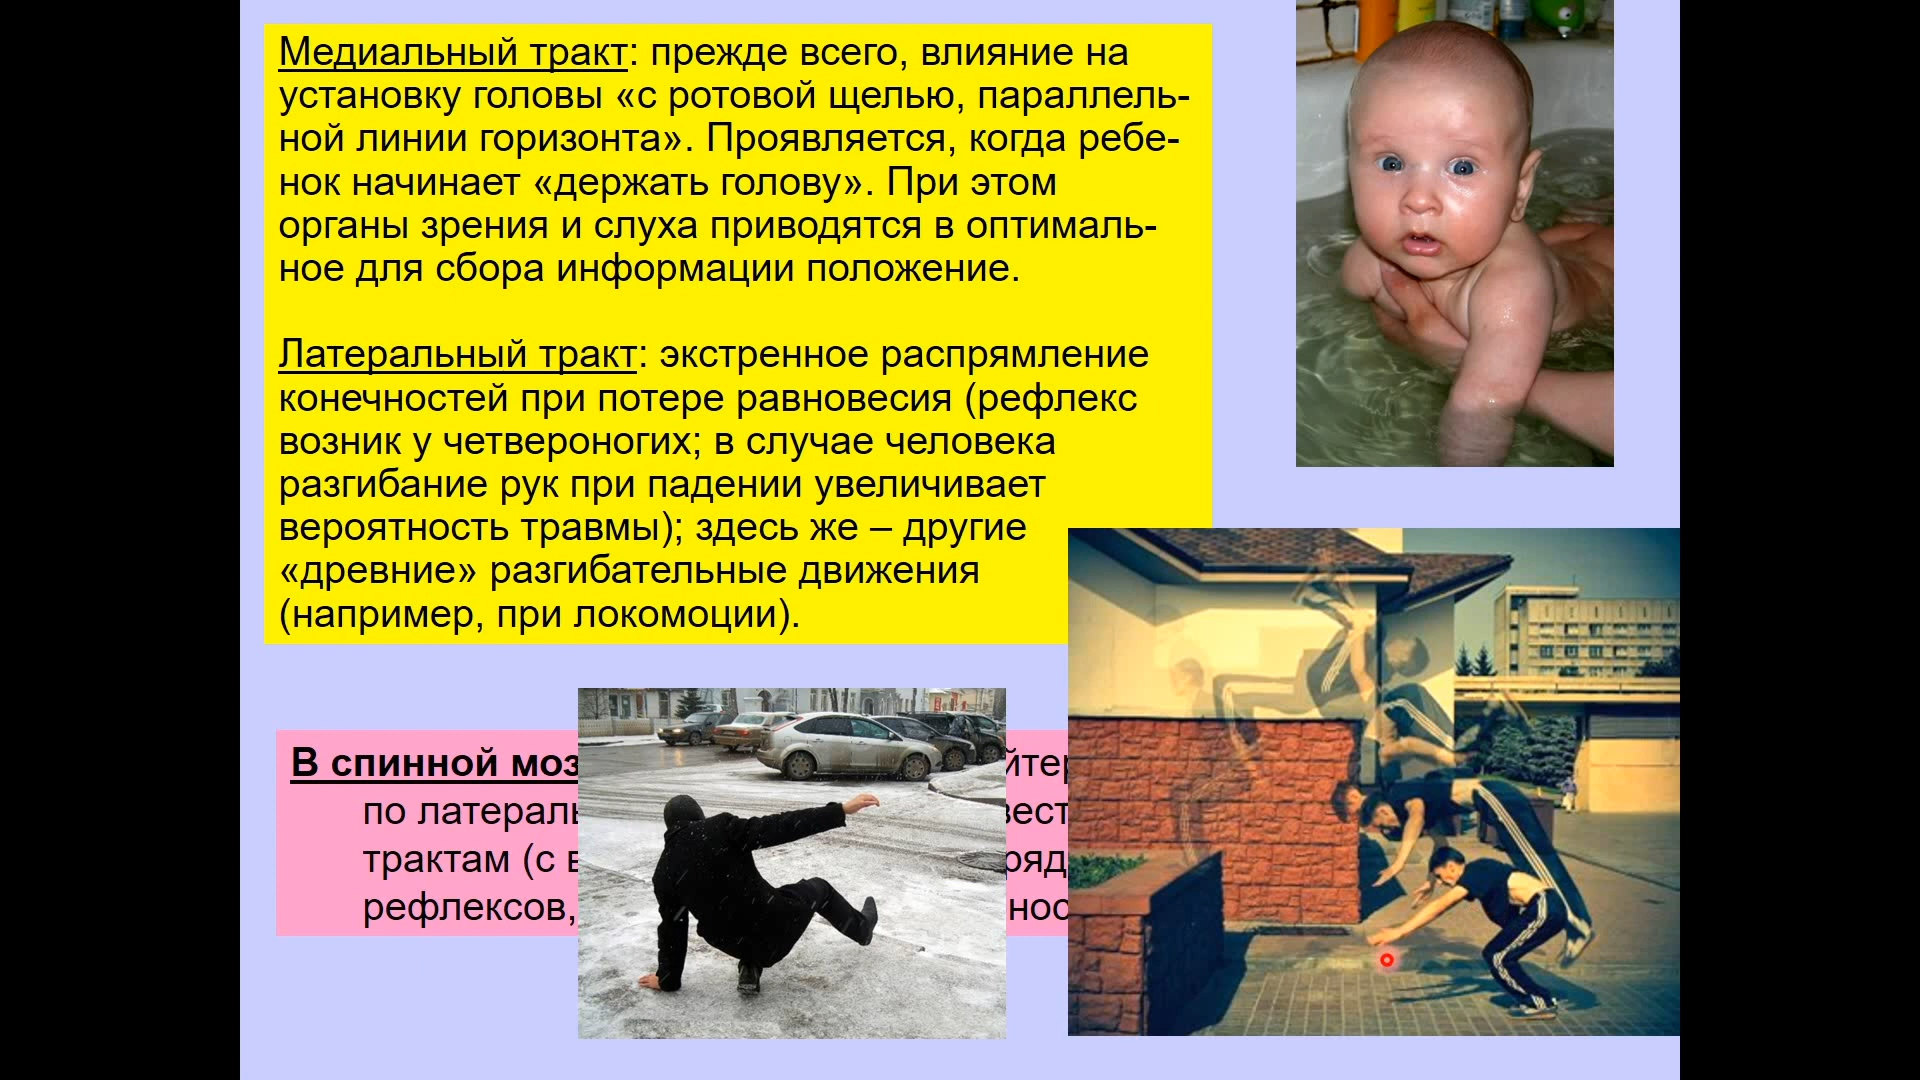 Медиальный тракт: прежде всего, влияние на
установку головы «с ротовой щелью, параллель-
ной линии горизонта». Проявляется, когда ребе-
нок начинает «держать голову». При этом
органы зрения и слуха приводятся в оптималь-
ное для сбора информации положение.
Латеральный тракт: экстренное распрямление
конечностей при потере равновесия (рефлекс
возник у четвероногих; в случае человека
разгибание рук при падении увеличивает
вероятность травмы); здесь же – другие
«древние» разгибательные движения
(например, при локомоции).
В спинной
по
трактам (с
рефлексов,